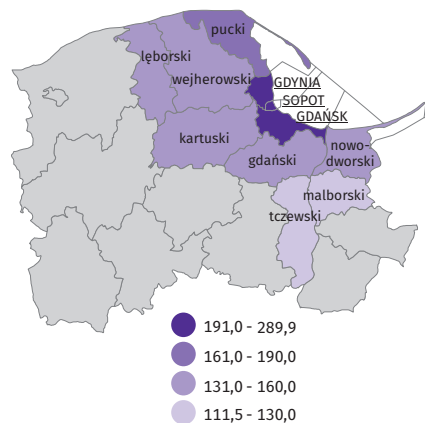 pucki
lęborski
wejherowski
GDYNIA
SOPOT
GDAŃSK
kartuski
gdański
nowo-
dworski
malborski
tczewski
191,0 - 289,9
161,0 - 190,0
131,0 - 160,0
111,5 - 130,0